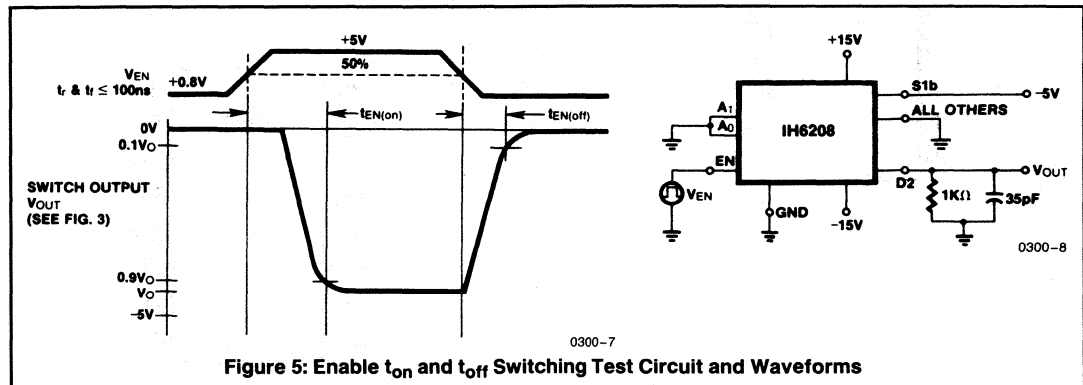 +5V
50%
VEN
tr & tf ≤ 100ns
+0.8V
tEN(on)
tEN(off)
0V
0.1VO
SWITCH OUTPUT
VOUT
(SEE FIG. 3)
0.9VO
VO
–5V
0300–7
+15V
S1b
–5V
ALL OTHERS
A1
A0
IH6208
EN
VEN
GND
–15V
D2
VOUT
1KΩ
35pF
0300–8
Figure 5: Enable ton and toff Switching Test Circuit and Waveforms